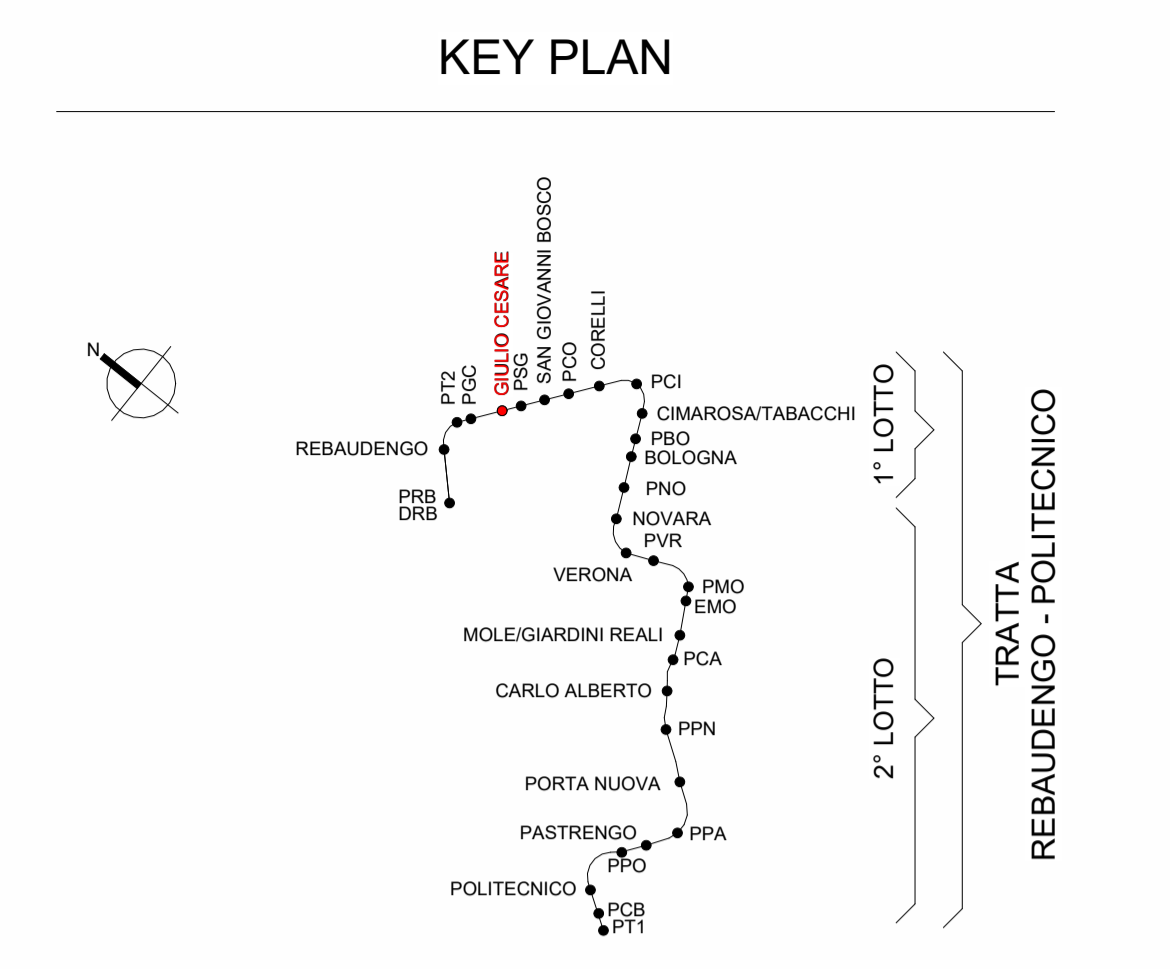 KEY PLAN
N
REBAUDENGO
PRB
DRB
PT2
PGC
GIULIO CESARE
PSG
SAN GIOVANNI BOSCO
PCO
CORELLI
PCI
CIMAROSA/TABACCHI
PBO
BOLOGNA
PNO
NOVARA
PVR
VERONA
PMO
EMO
MOLE/GIARDINI REALI
PCA
CARLO ALBERTO
PPN
PORTA NUOVA
PASTRENGO
PPA
PPO
POLITECNICO
PCB
PT1
1° LOTTO
2° LOTTO
TRATTA
REBAUDENGO - POLITECNICO